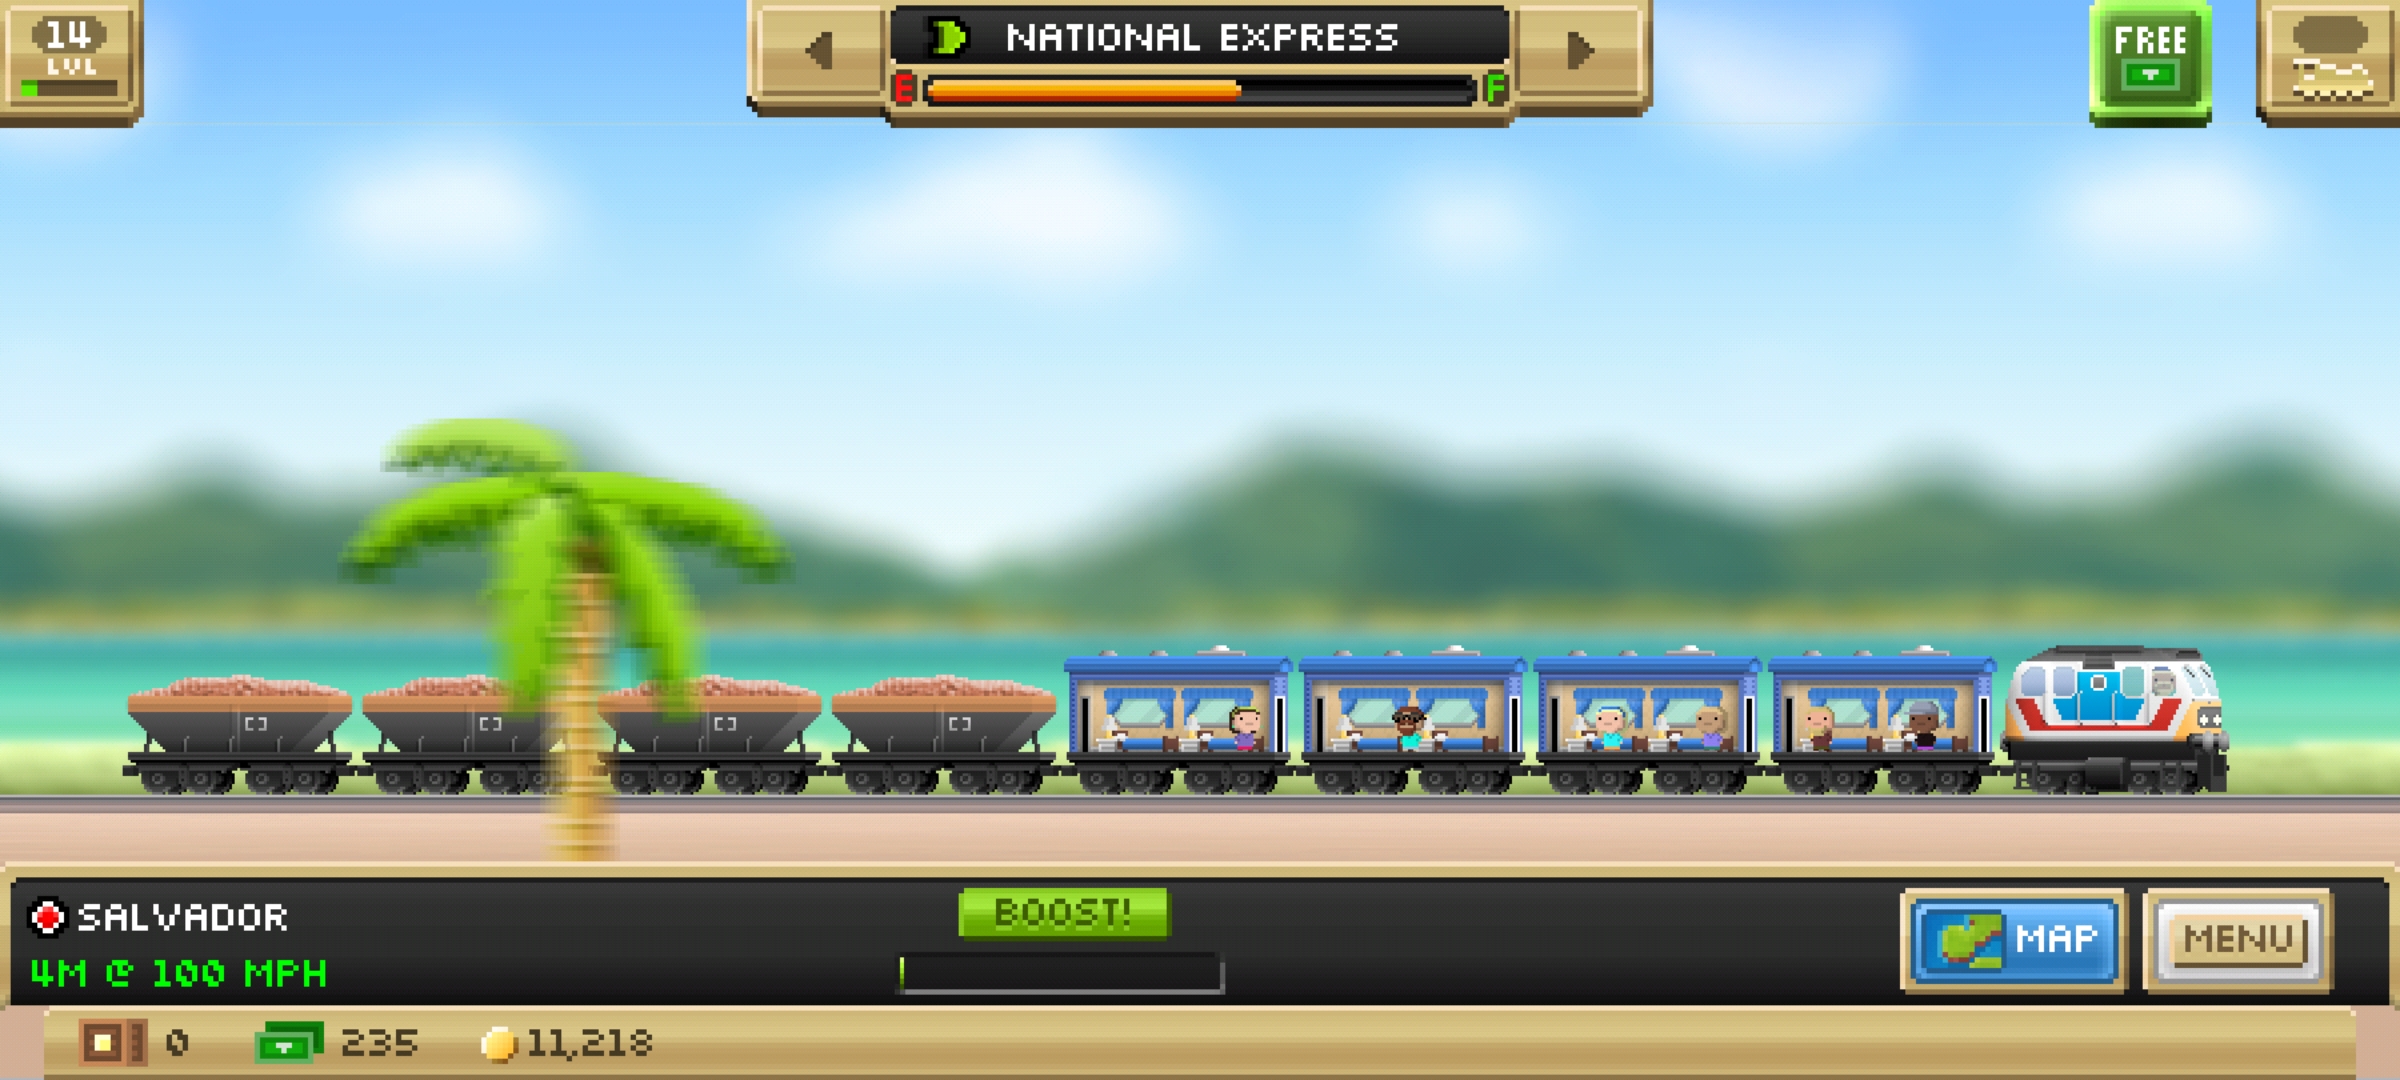 14
LVL
NATIONAL EXPRESS
E F
FREE
SALVADOR
4M @ 100 MPH
BOOST!
MAP
MENU
0
235
11,218